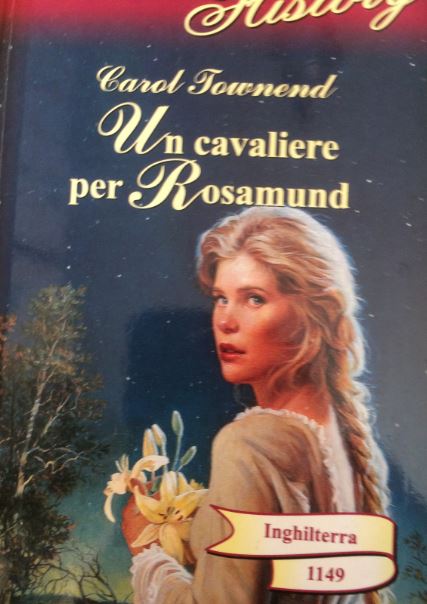 History
Carol Townend
Un cavaliere
per Rosamund
Inghilterra
1149